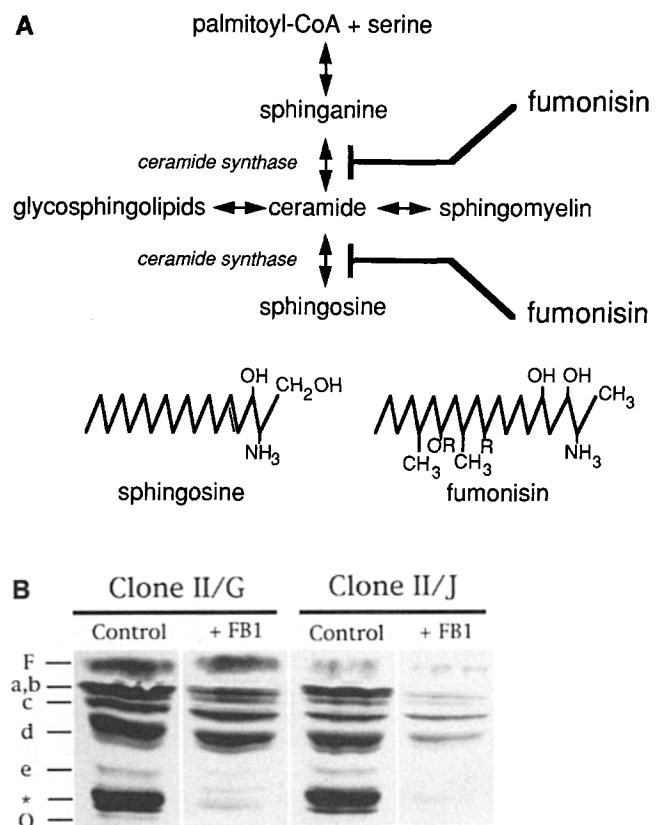 A
palmitoyl-CoA + serine
sphinganine
fumonisin
ceramide synthase
glycosphingolipids
ceramide
sphingomyelin
ceramide synthase
sphingosine
fumonisin
OH
CH2OH
NH3
sphingosine
OH OH
CH3
OR
R
CH3
CH3
NH3
fumonisin
B
Clone II/G
Clone II/J
Control
+ FB1
Control
+ FB1
F
a,b
c
d
e
*
O